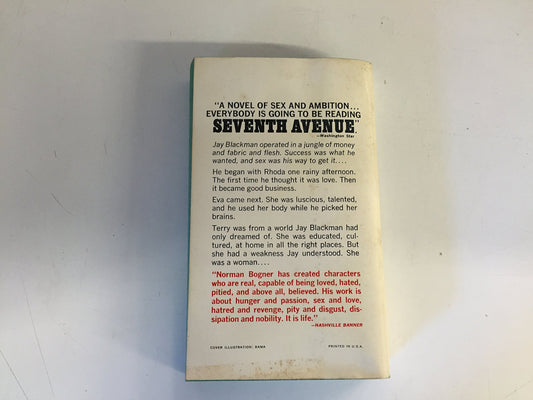 "A NOVEL OF SEX AND AMBITION...
EVERYBODY IS GOING TO BE READING
SEVENTH AVENUE"
—Washington Star
Jay Blackman operated in a jungle of money
and fabric and flesh. Success was what he
wanted, and sex was his way to get it....
He began with Rhoda one rainy afternoon.
The first time he thought it was love. Then
it became good business.
Eva came next. She was luscious, talented,
and he used her body while he picked her
brains.
Terry was from a world Jay Blackman had
only dreamed of. She was educated, cul-
tured, at home in all the right places. But
she had a weakness Jay understood. She
was a woman....
"Norman Bogner has created characters
who are real, capable of being loved, hated,
pitied, and above all, believed. His work is
about hunger and passion, sex and love,
hatred and revenge, pity and disgust, dis-
sipation and nobility. It is life."
—NASHVILLE BANNER
COVER ILLUSTRATION: BAMA PRINTED IN U.S.A.